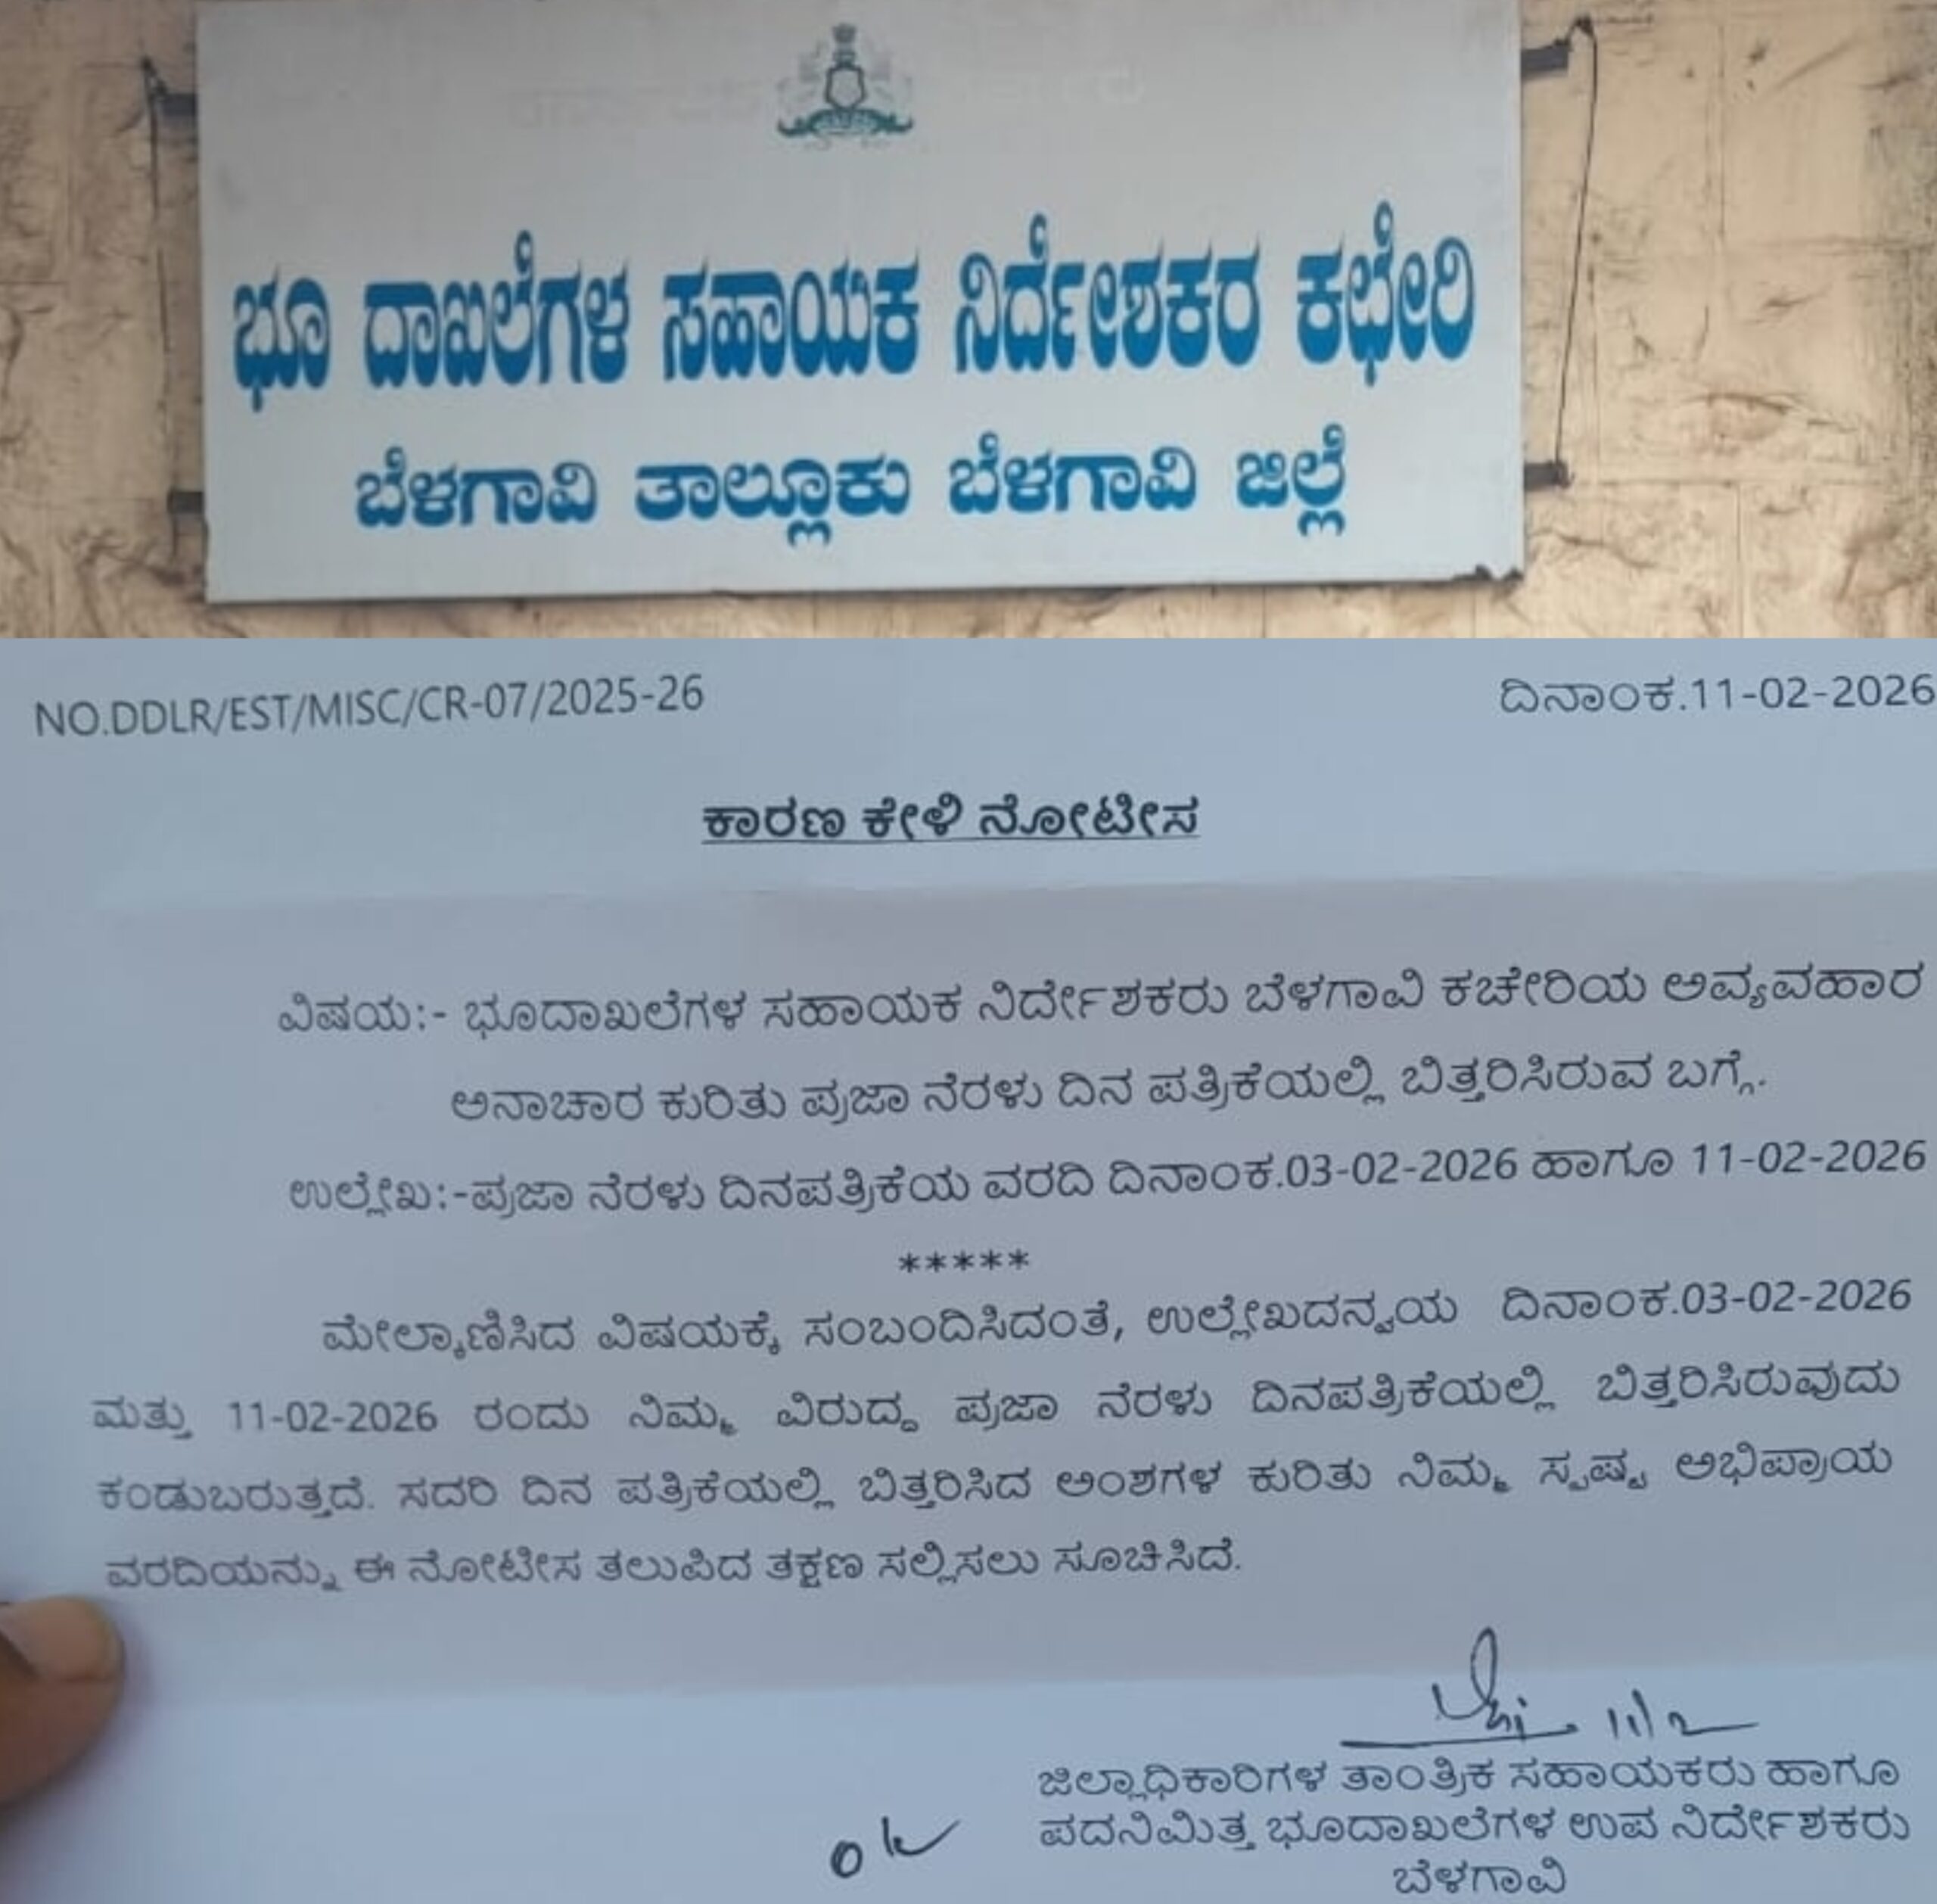 ಭೂ ದಾಖಲೆಗಳ ಸಹಾಯಕ ನಿರ್ದೇಶಕರ ಕಛೇರಿ
ಬೆಳಗಾವಿ ತಾಲ್ಲೂಕು ಬೆಳಗಾವಿ ಜಿಲ್ಲೆ
NO.DDLR/EST/MISC/CR-07/2025-26
ದಿನಾಂಕ.11-02-2026
ಕಾರಣ ಕೇಳಿ ನೋಟೀಸ
ವಿಷಯ:- ಭೂದಾಖಲೆಗಳ ಸಹಾಯಕ ನಿರ್ದೇಶಕರು ಬೆಳಗಾವಿ ಕಚೇರಿಯ ಅವ್ಯವಹಾರ
ಅನಾಚಾರ ಕುರಿತು ಪ್ರಜಾ ನೆರಳು ದಿನ ಪತ್ರಿಕೆಯಲ್ಲಿ ಬಿತ್ತರಿಸಿರುವ ಬಗ್ಗೆ.
ಉಲ್ಲೇಖ:-ಪ್ರಜಾ ನೆರಳು ದಿನಪತ್ರಿಕೆಯ ವರದಿ ದಿನಾಂಕ.03-02-2026 ಹಾಗೂ 11-02-2026
*****
ಮೇಲ್ಕಾಣಿಸಿದ ವಿಷಯಕ್ಕೆ ಸಂಬಂದಿಸಿದಂತೆ, ಉಲ್ಲೇಖದನ್ವಯ ದಿನಾಂಕ.03-02-2026
ಮತ್ತು 11-02-2026 ರಂದು ನಿಮ್ಮ ವಿರುದ್ದ ಪ್ರಜಾ ನೆರಳು ದಿನಪತ್ರಿಕೆಯಲ್ಲಿ ಬಿತ್ತರಿಸಿರುವುದು
ಕಂಡುಬರುತ್ತದೆ. ಸದರಿ ದಿನ ಪತ್ರಿಕೆಯಲ್ಲಿ ಬಿತ್ತರಿಸಿದ ಅಂಶಗಳ ಕುರಿತು ನಿಮ್ಮ ಸ್ಪಷ್ಟ ಅಭಿಪ್ರಾಯ
ವರದಿಯನ್ನು ಈ ನೋಟೀಸ ತಲುಪಿದ ತಕ್ಷಣ ಸಲ್ಲಿಸಲು ಸೂಚಿಸಿದೆ.
11/2
ಜಿಲ್ಲಾಧಿಕಾರಿಗಳ ತಾಂತ್ರಿಕ ಸಹಾಯಕರು ಹಾಗೂ
ಪದನಿಮಿತ್ತ ಭೂದಾಖಲೆಗಳ ಉಪ ನಿರ್ದೇಶಕರು
ಬೆಳಗಾವಿ